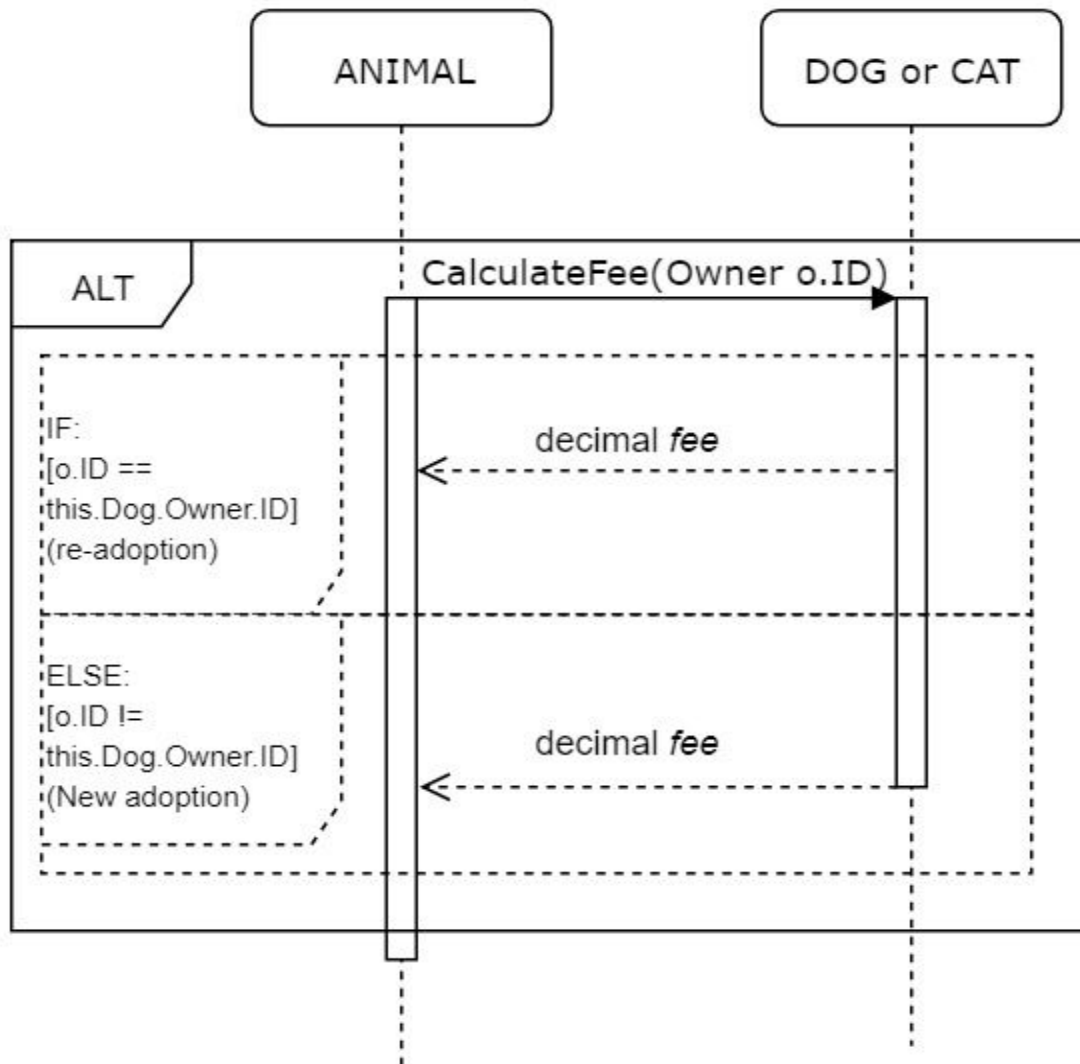 ANIMAL
DOG or CAT
ALT
CalculateFee(Owner o.ID)
IF:
[o.ID ==
this.Dog.Owner.ID]
(re-adoption)
decimal fee
ELSE:
[o.ID !=
this.Dog.Owner.ID]
(New adoption)
decimal fee